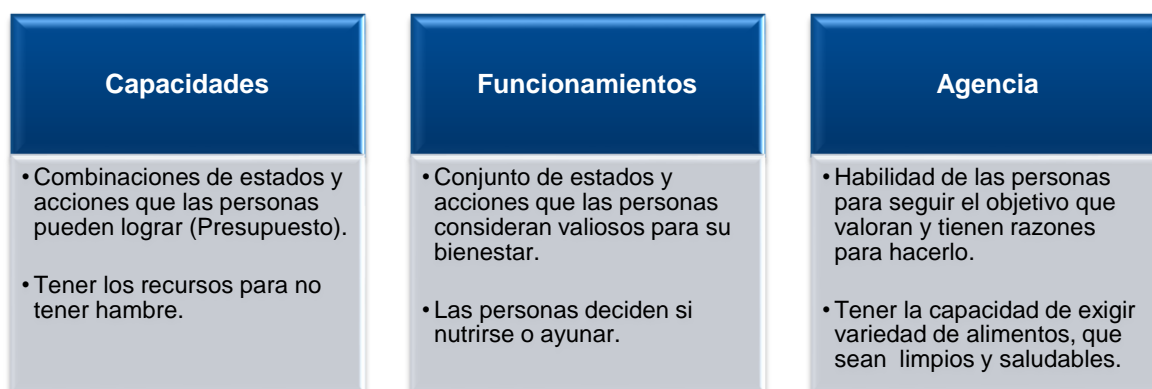 Capacidades
• Combinaciones de estados y
acciones que las personas
pueden lograr (Presupuesto).
• Tener los recursos para no
tener hambre.
Funcionamientos
• Conjunto de estados y
acciones que las personas
consideran valiosos para su
bienestar.
• Las personas deciden si
nutrirse o ayunar.
Agencia
• Habilidad de las personas
para seguir el objetivo que
valoran y tienen razones
para hacerlo.
• Tener la capacidad de exigir
variedad de alimentos, que
sean limpios y saludables.